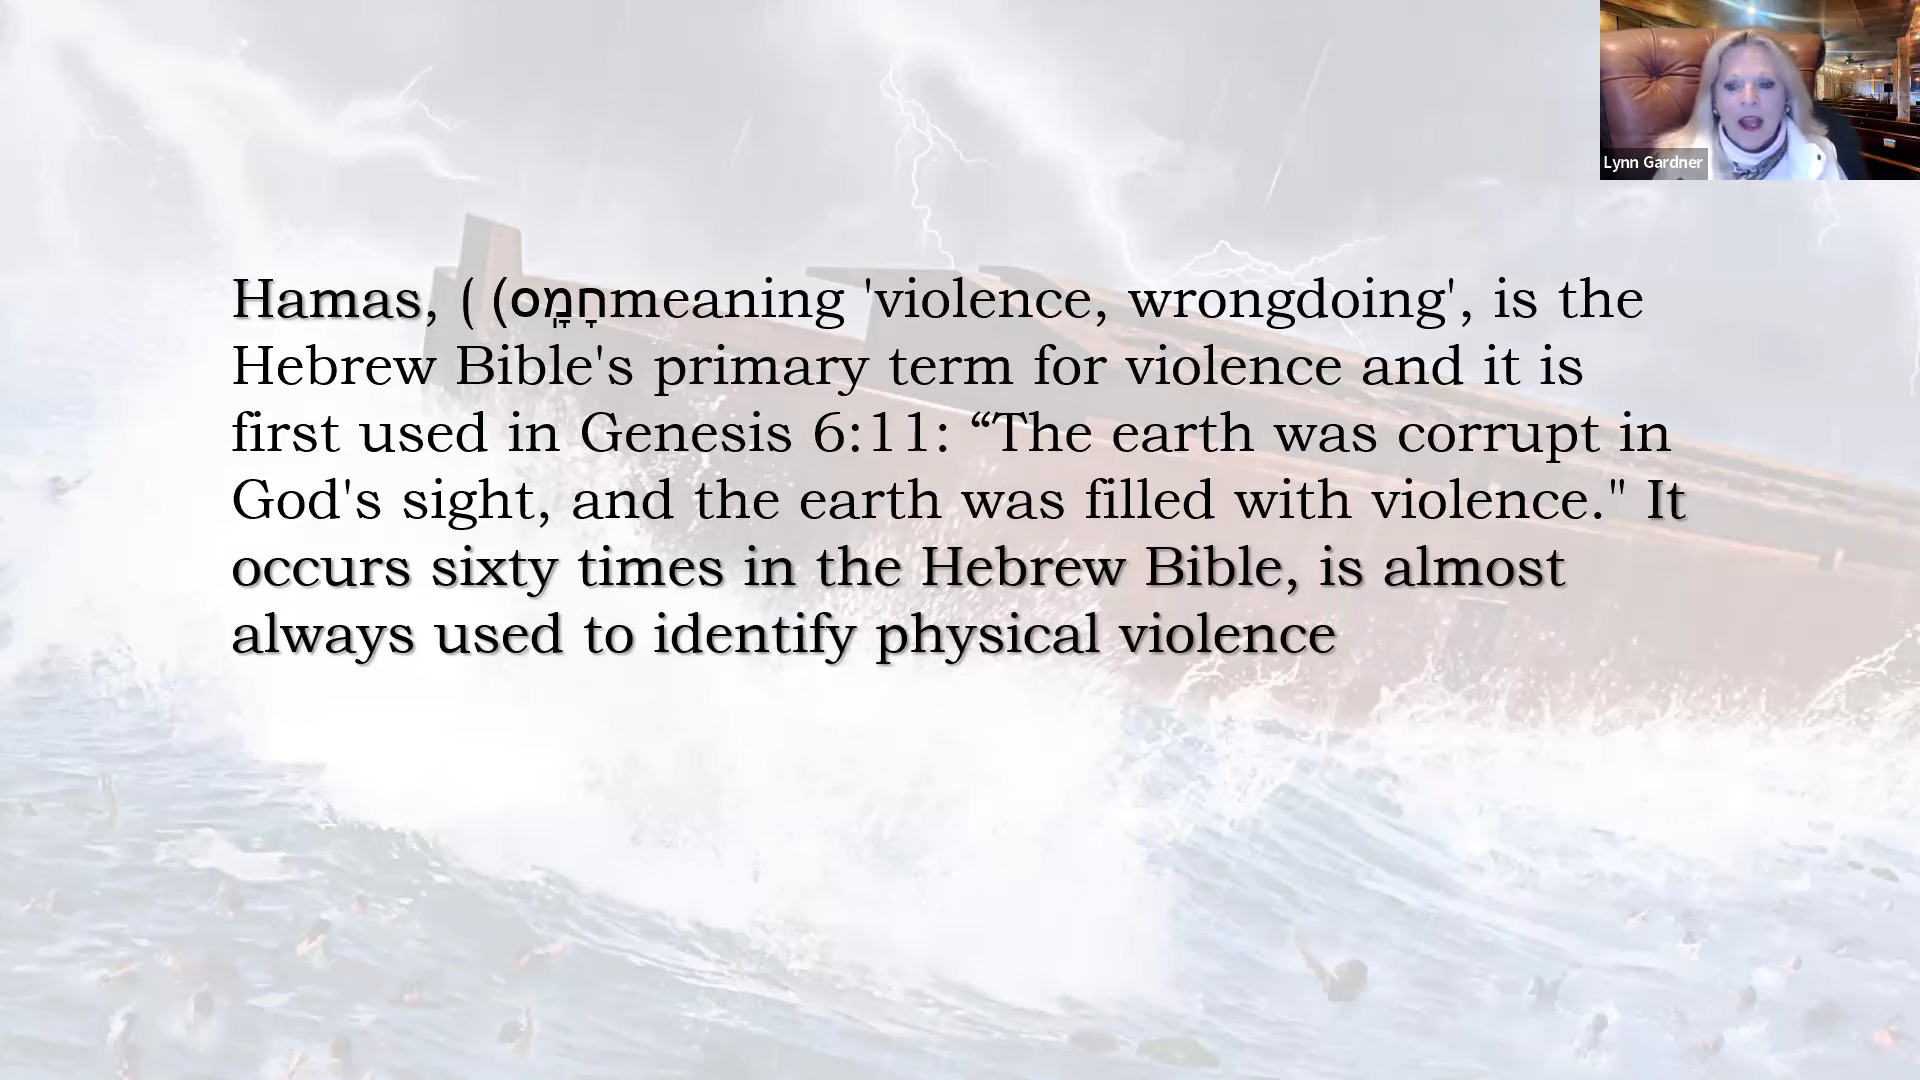 Lynn Gardner
Hamas, ( (חָמָ֖סmeaning 'violence, wrongdoing', is the
Hebrew Bible's primary term for violence and it is
first used in Genesis 6:11: “The earth was corrupt in
God's sight, and the earth was filled with violence." It
occurs sixty times in the Hebrew Bible, is almost
always used to identify physical violence